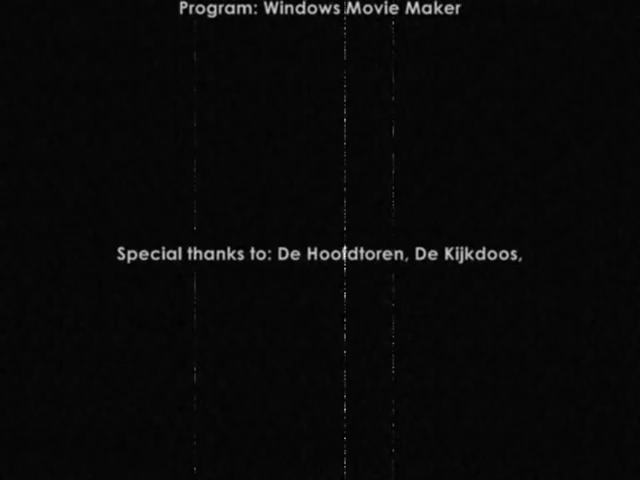 Program: Windows Movie Maker
Special thanks to: De Hoofdtoren, De Kijkdoos,